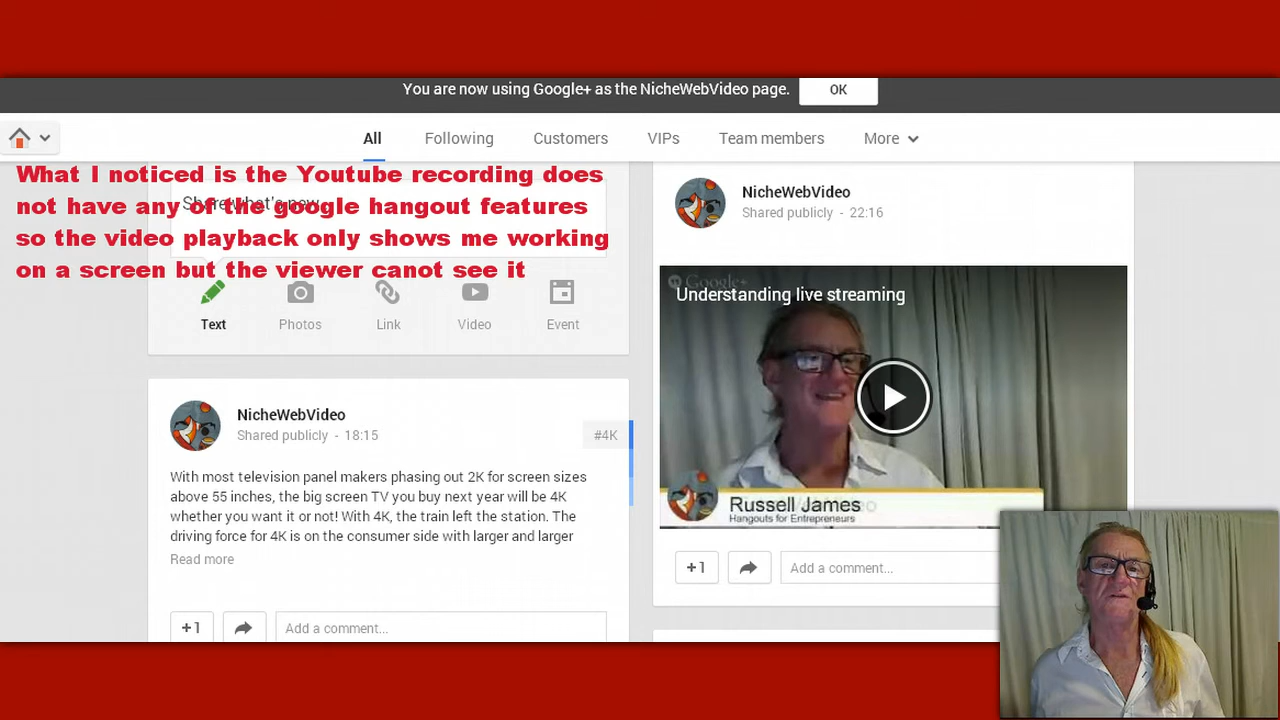 You are now using Google+ as the NicheWebVideo page. OK
All Following Customers VIPs Team members More
What I noticed is the Youtube recording does
not have any of the google hangout features
so the video playback only shows me working
on a screen but the viewer canot see it
Share what's new...
Text Photos Link Video Event
NicheWebVideo
Shared publicly - 18:15
#4K
With most television panel makers phasing out 2K for screen sizes
above 55 inches, the big screen TV you buy next year will be 4K
whether you want it or not! With 4K, the train left the station. The
driving force for 4K is on the consumer side with larger and larger
Read more
+1 Add a comment...
NicheWebVideo
Shared publicly - 22:16
Google+
Understanding live streaming
Russell James
Hangouts for Entrepreneurs
+1 Add a comment...